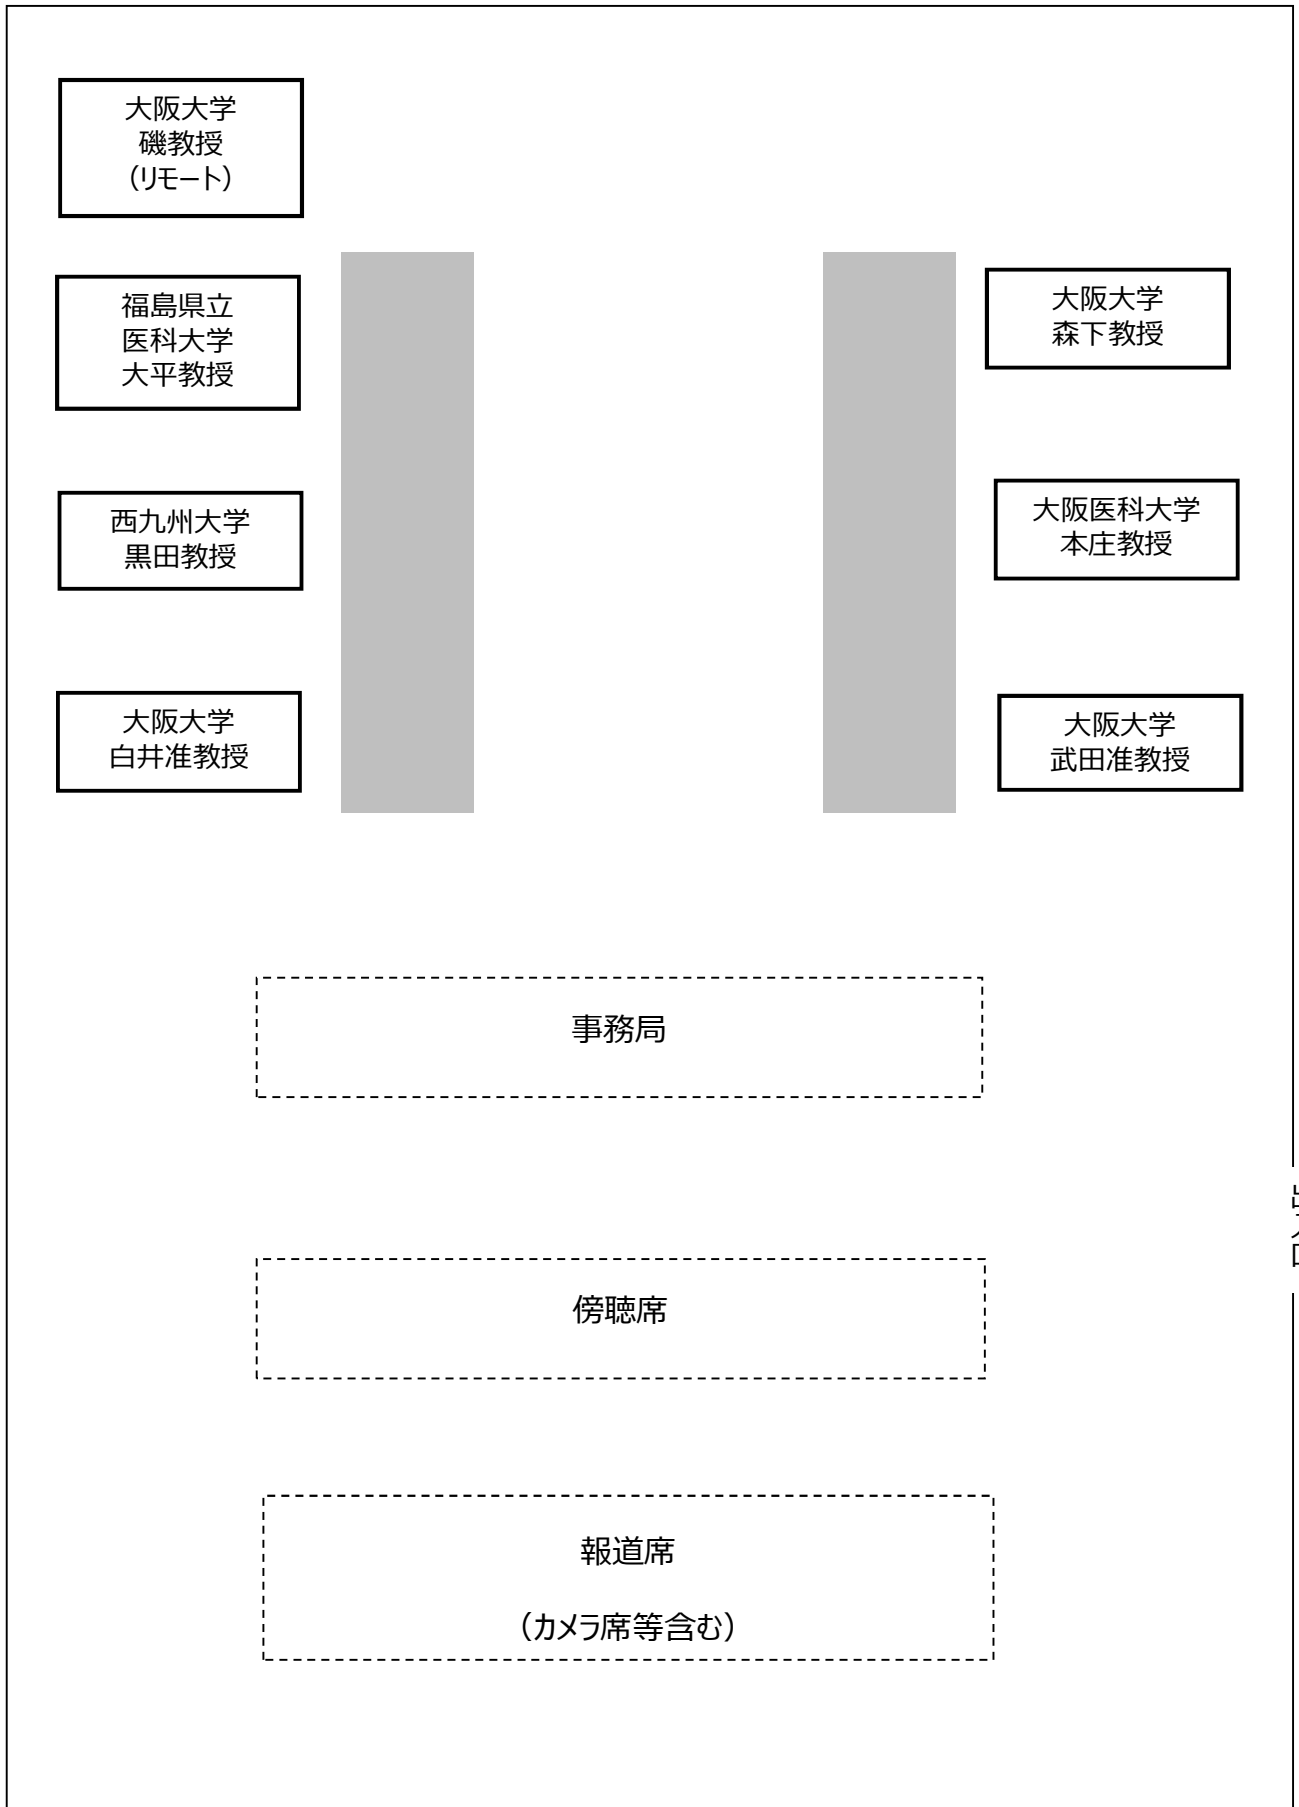 大阪大学
磯教授
（リモート）
福島県立
医科大学
大平教授
大阪大学
森下教授
西九州大学
黒田教授
大阪医科大学
本庄教授
大阪大学
白井准教授
大阪大学
武田准教授
事務局
出入口
傍聴席
報道席
（カメラ席等含む）